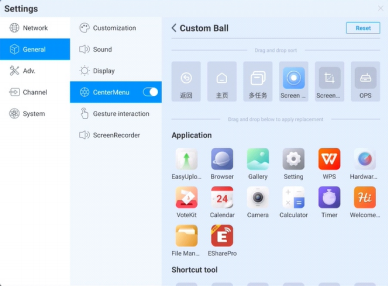 Settings
Network
General
Adv.
Channel
System
Customization
Sound
Display
CenterMenu
Gesture interaction
ScreenRecorder
Custom Ball
Reset
Drag and drop sort
返回
主页
多任务
Screen ...
Screen...
OPS
Drag and drop below to apply replacement
Application
EasyUplo...
Browser
Gallery
Setting
WPS
Hardwar...
VoteKit
Calendar
Camera
Calculator
Timer
Welcome...
24
Hi
File Man...
ESharePro
Shortcut tool